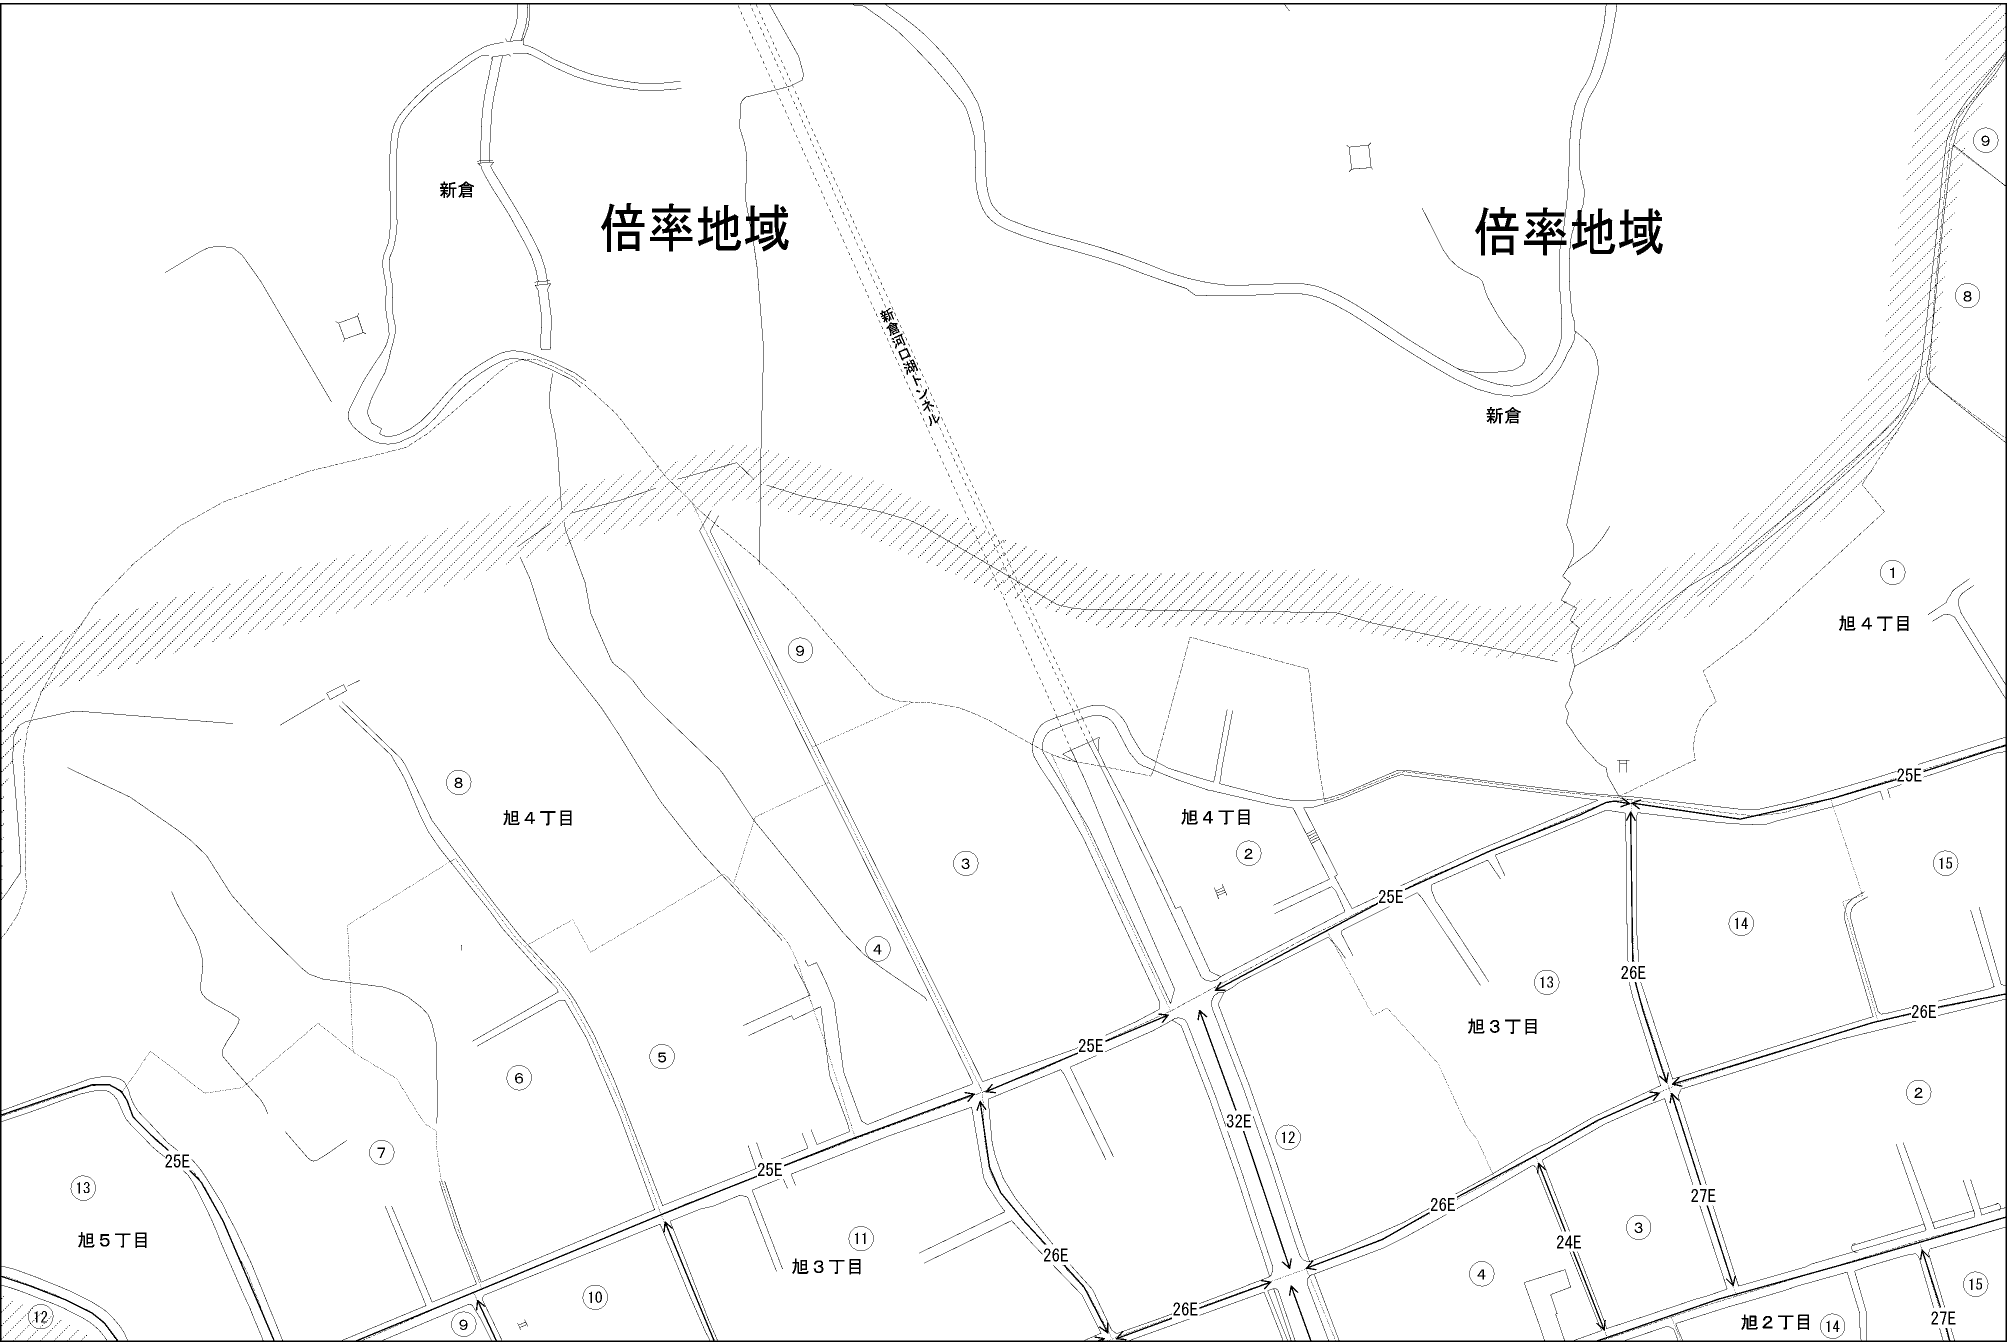 ⑨
新倉
倍率地域
倍率地域
⑧
新倉河口湖トンネル
新倉
①
旭４丁目
⑨
25E
⑧
旭４丁目
旭４丁目
②
③
⑮
25E
⑭
④
26E
⑬
26E
旭３丁目
25E
⑤
⑥
②
32E
⑫
⑦
25E
25E
⑬
27E
26E
③
旭５丁目
⑪
24E
26E
旭３丁目
④
⑮
⑩
26E
⑫
⑨
旭２丁目
⑭
27E